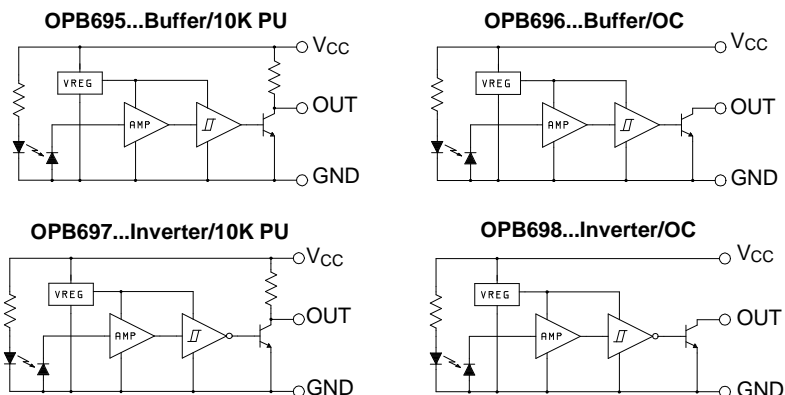 OPB695...Buffer/10K PU
VCC
VREG
OUT
AMP
GND
OPB696...Buffer/OC
VCC
VREG
OUT
AMP
GND
OPB697...Inverter/10K PU
VCC
VREG
OUT
AMP
GND
OPB698...Inverter/OC
VCC
VREG
OUT
AMP
GND